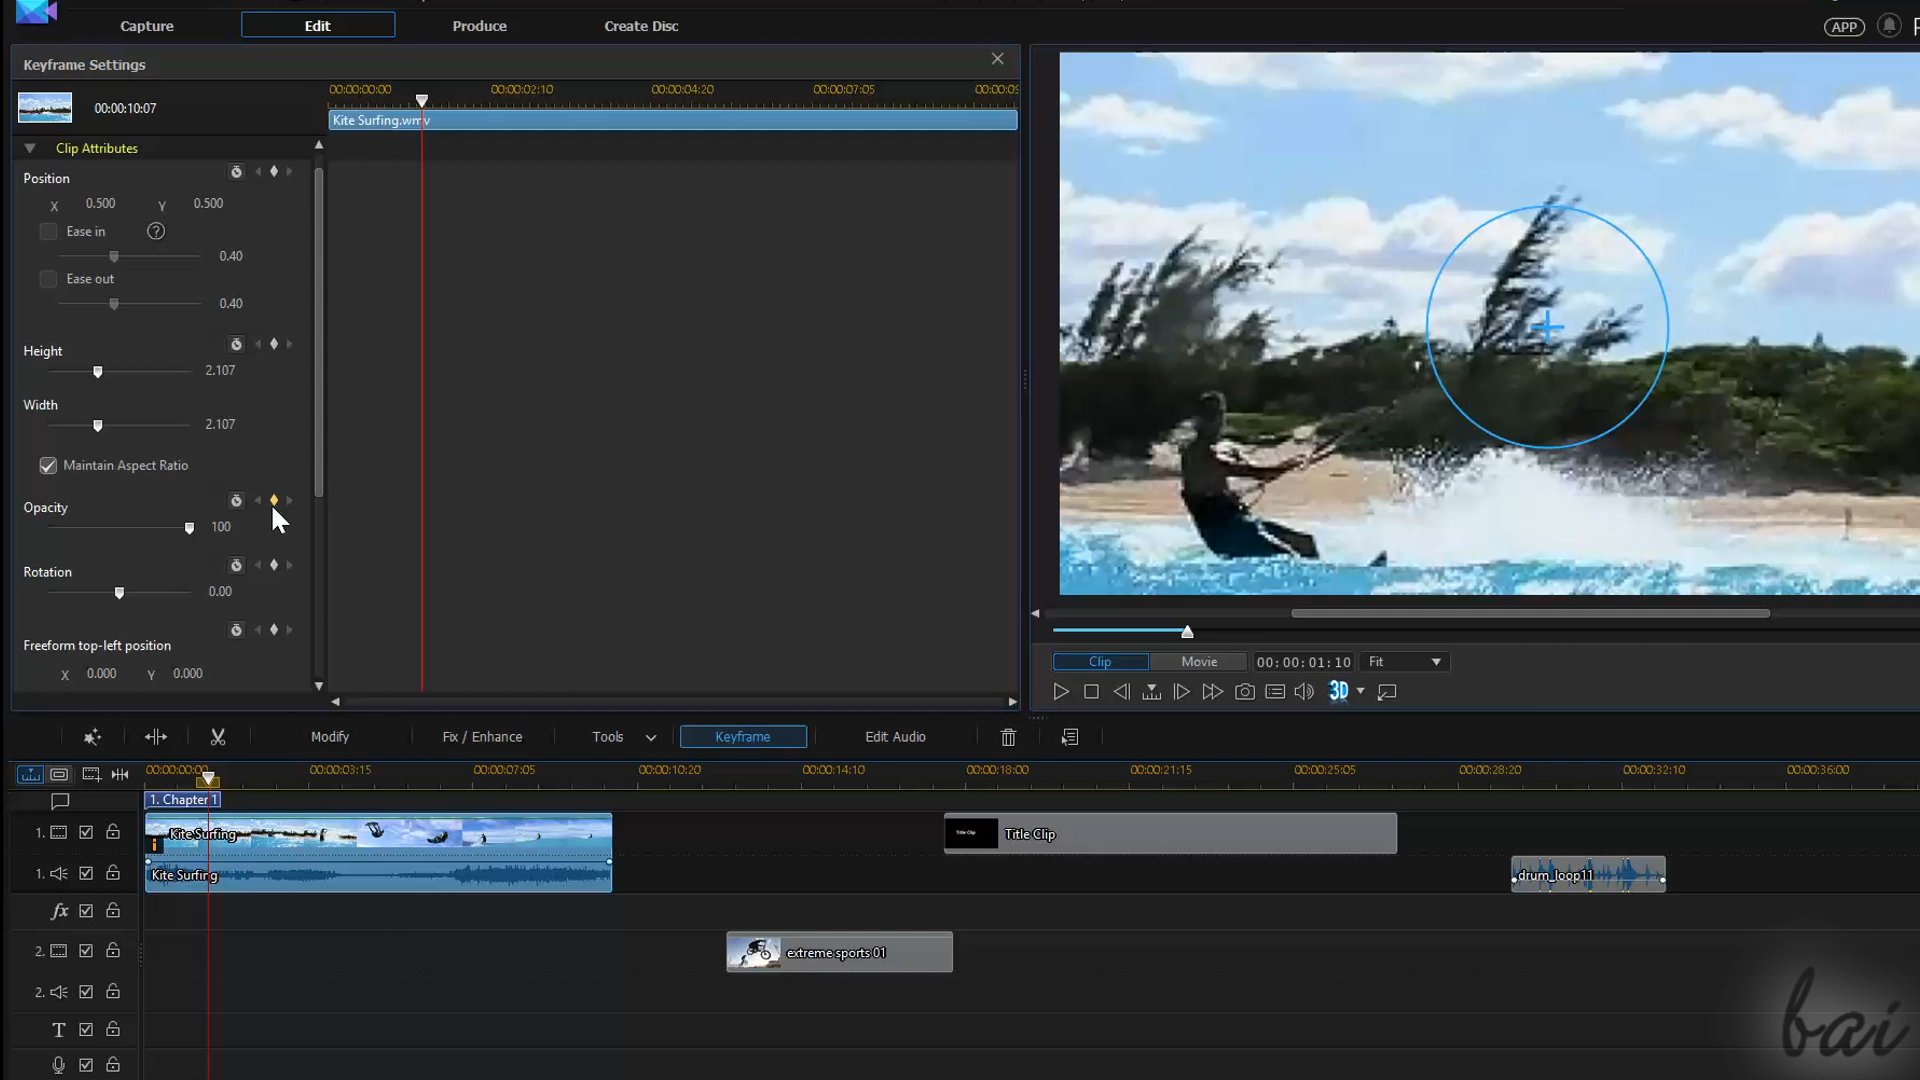 Capture Edit Produce Create Disc
APP
Keyframe Settings
00:00:10:07
00:00:00:00 00:00:02:10 00:00:04:20 00:00:07:05 00:00:09
Kite Surfing.wmv
Clip Attributes
Position
X 0.500 Y 0.500
Ease in ?
0.40
Ease out
0.40
Height
2.107
Width
2.107
Maintain Aspect Ratio
Opacity
100
Rotation
0.00
Freeform top-left position
X 0.000 Y 0.000
Clip Movie 00:00:01:10 Fit
3D
Modify Fix / Enhance Tools Keyframe Edit Audio
00:00:00:00 00:00:03:15 00:00:07:05 00:00:10:20 00:00:14:10 00:00:18:00 00:00:21:15 00:00:25:05 00:00:28:20 00:00:32:10 00:00:36:00
1. Chapter 1
1. Kite Surfing Title Clip Title Clip
1. Kite Surfing drum_loop11
fx
2. extreme sports 01
2.
T
bai